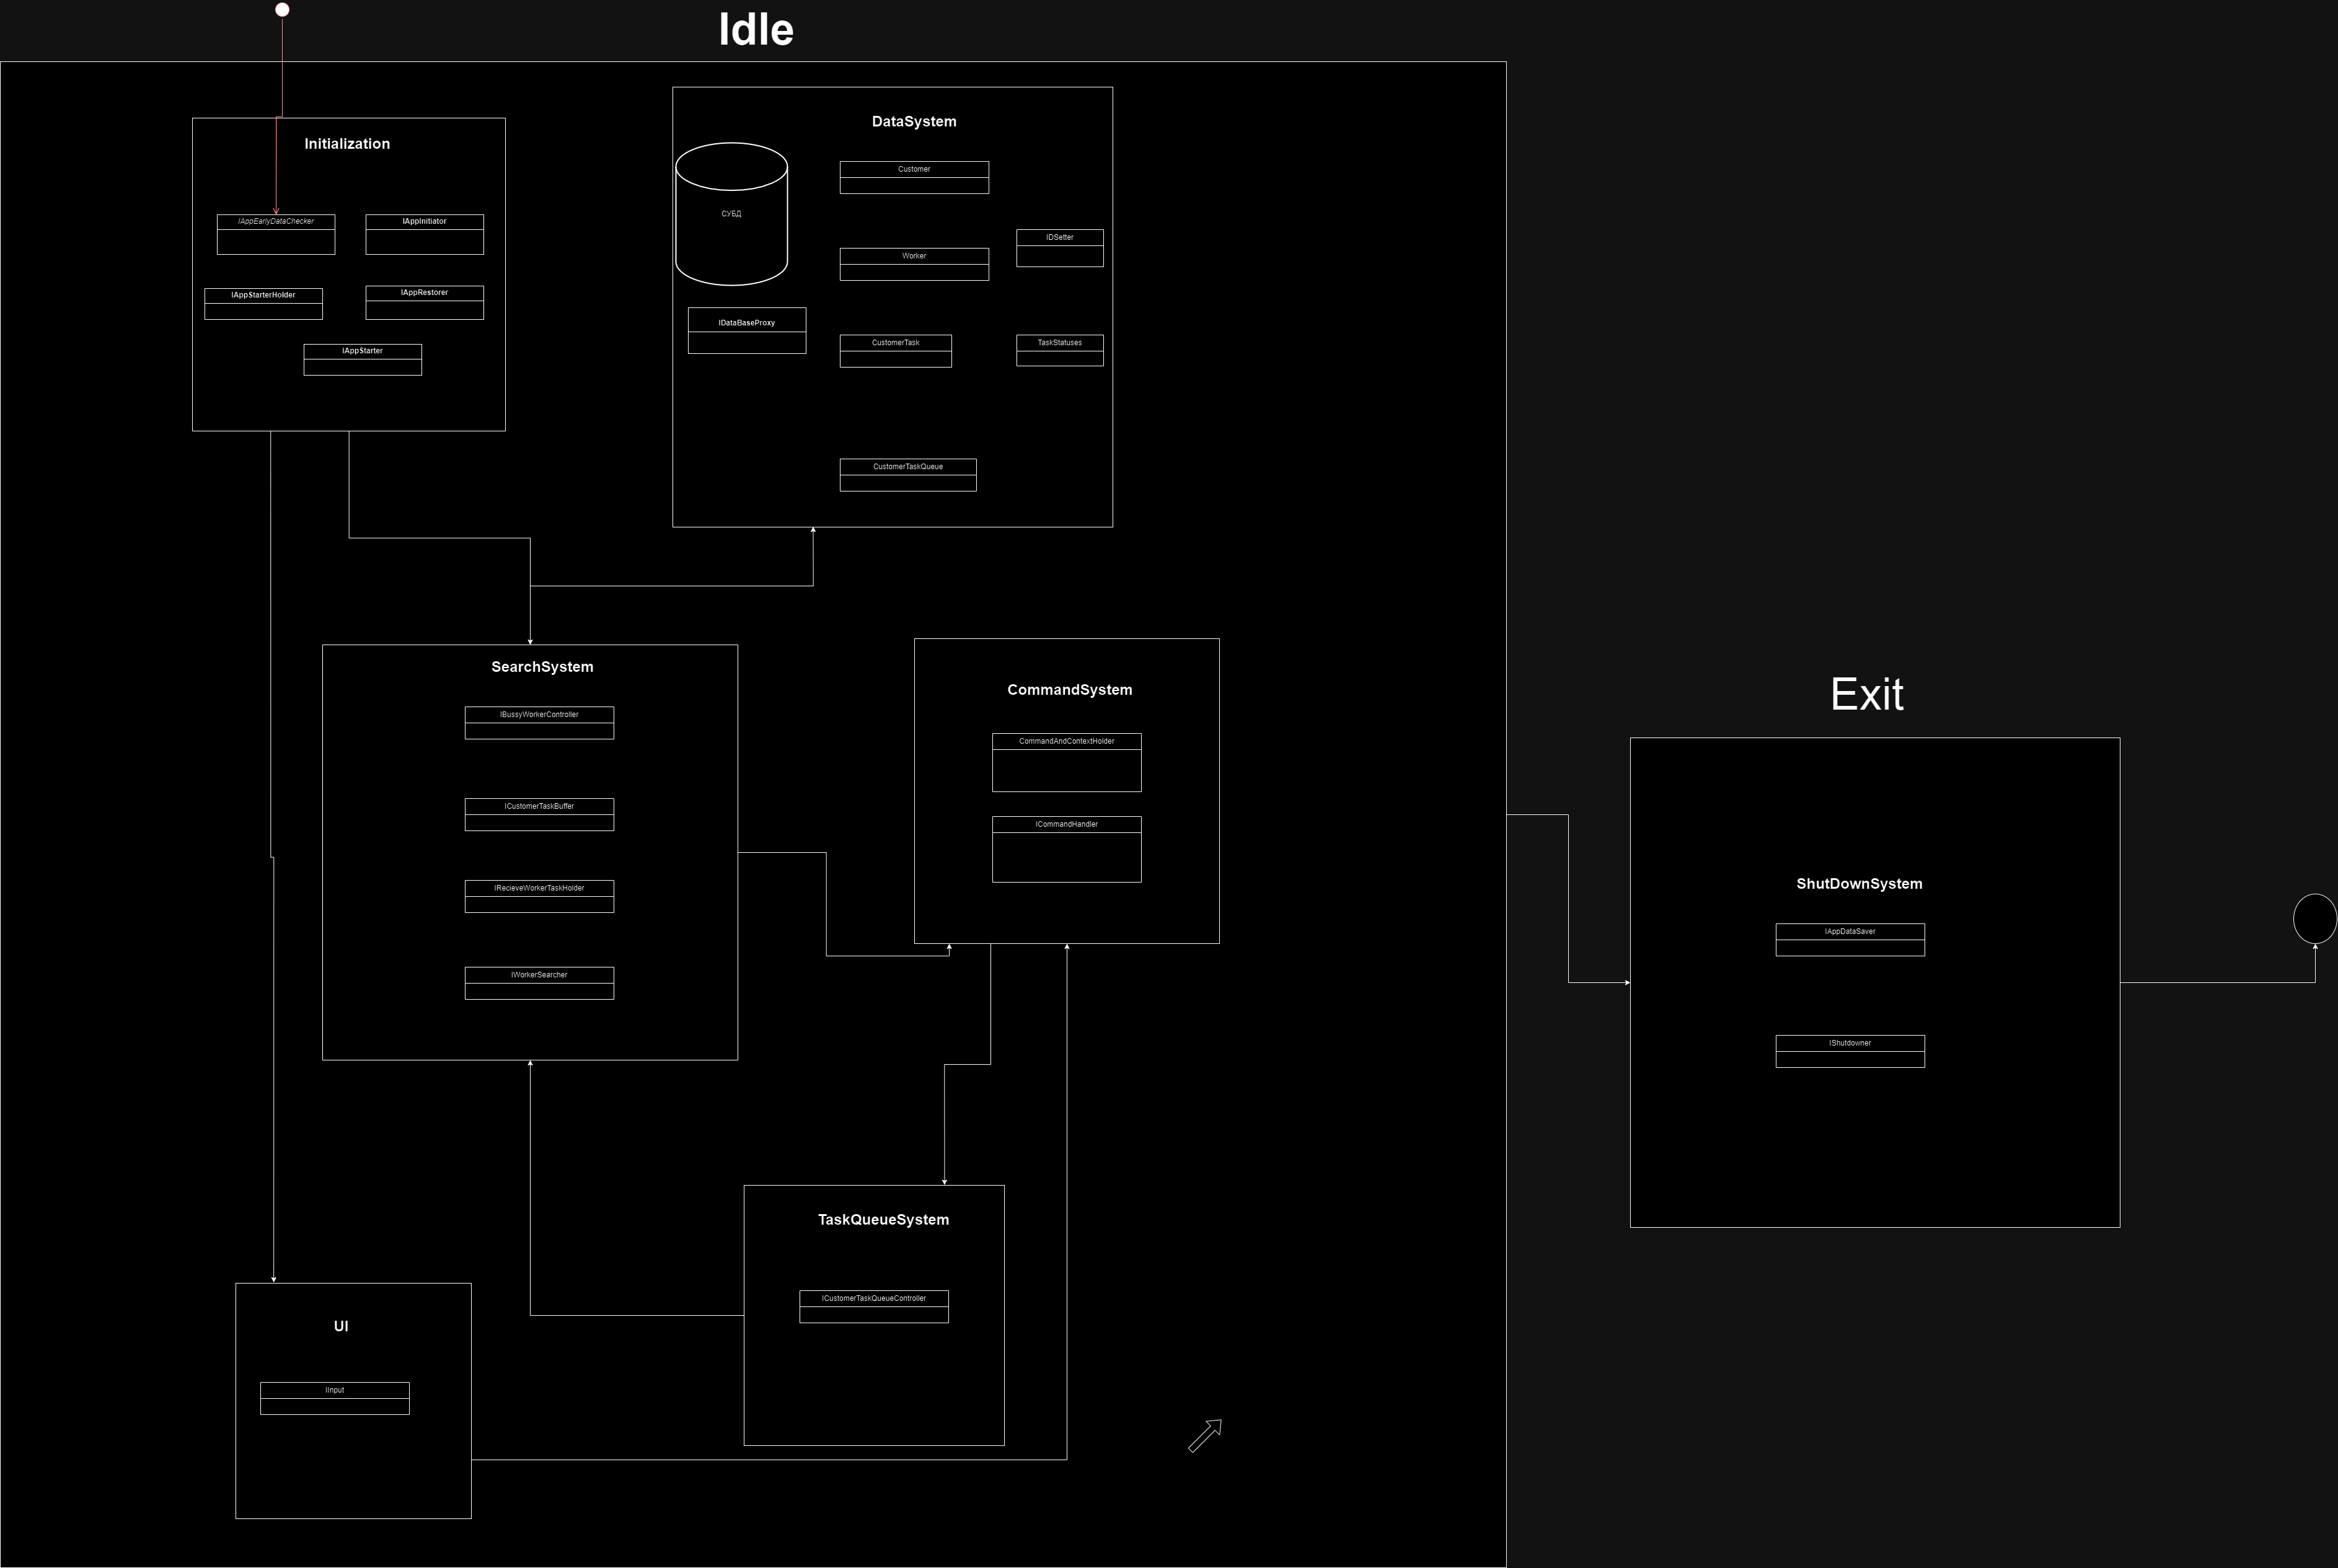 Idle
Initialization
IAppEarlyDataChecker
IAppInitiator
IAppStarterHolder
IAppRestorer
IAppStarter
DataSystem
СУБД
Customer
IDSetter
Worker
IDataBaseProxy
CustomerTask
TaskStatuses
CustomerTaskQueue
SearchSystem
IBussyWorkerController
ICustomerTaskBuffer
IRecieveWorkerTaskHolder
IWorkerSearcher
CommandSystem
CommandAndContextHolder
ICommandHandler
TaskQueueSystem
ICustomerTaskQueueController
UI
IInput
Exit
ShutDownSystem
IAppDataSaver
IShutdowner